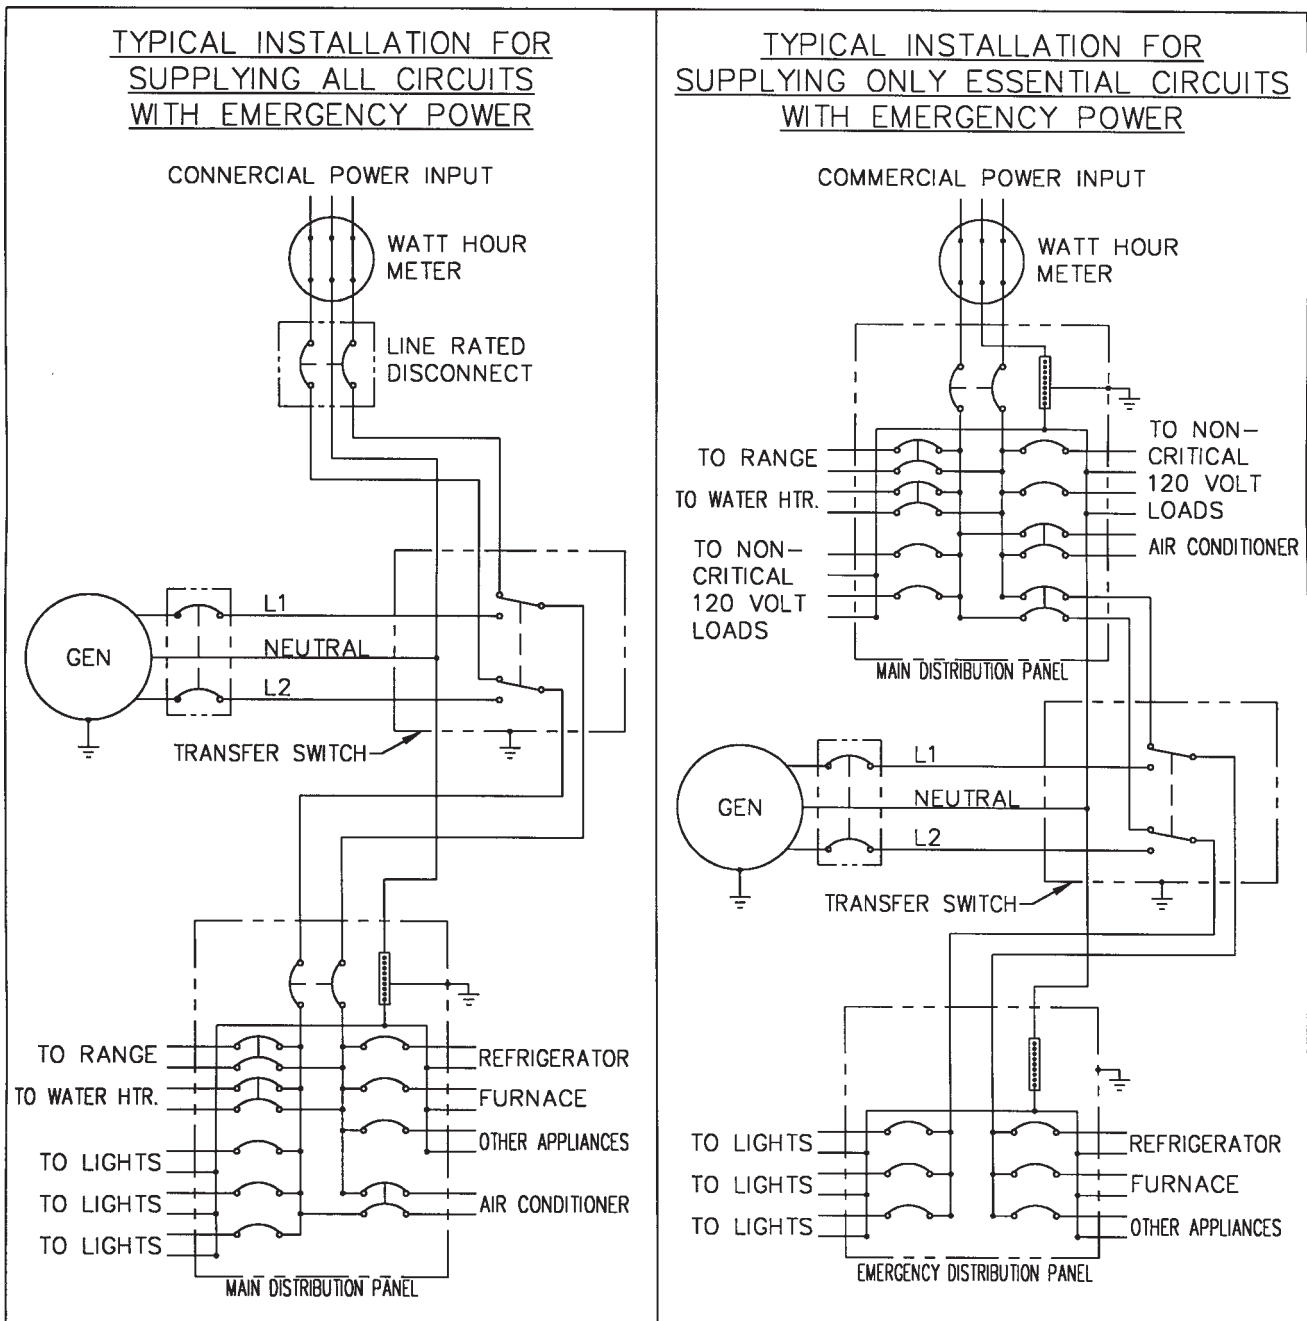 TYPICAL INSTALLATION FOR
SUPPLYING ALL CIRCUITS
WITH EMERGENCY POWER
CONNERCIAL POWER INPUT
WATT HOUR
METER
LINE RATED
DISCONNECT
L1
GEN
NEUTRAL
L2
TRANSFER SWITCH
TO RANGE
TO WATER HTR.
TO LIGHTS
TO LIGHTS
TO LIGHTS
REFRIGERATOR
FURNACE
OTHER APPLIANCES
AIR CONDITIONER
MAIN DISTRIBUTION PANEL
TYPICAL INSTALLATION FOR
SUPPLYING ONLY ESSENTIAL CIRCUITS
WITH EMERGENCY POWER
COMMERCIAL POWER INPUT
WATT HOUR
METER
TO RANGE
TO WATER HTR.
TO NON-
CRITICAL
120 VOLT
LOADS
TO NON-
CRITICAL
120 VOLT
LOADS
AIR CONDITIONER
MAIN DISTRIBUTION PANEL
L1
GEN
NEUTRAL
L2
TRANSFER SWITCH
TO LIGHTS
TO LIGHTS
TO LIGHTS
REFRIGERATOR
FURNACE
OTHER APPLIANCES
EMERGENCY DISTRIBUTION PANEL